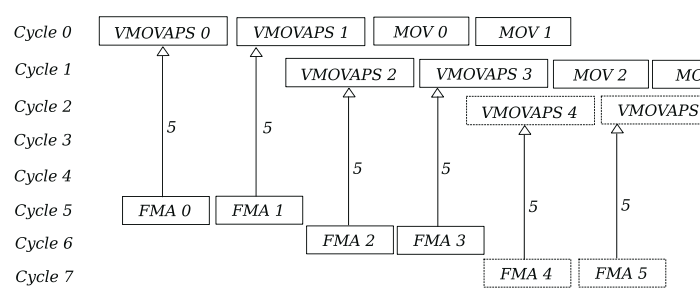 Cycle 0 VMOVAPS 0 VMOVAPS 1 MOV 0 MOV 1
Cycle 1 VMOVAPS 2 VMOVAPS 3 MOV 2 MO
Cycle 2 VMOVAPS 4 VMOVAPS
Cycle 3 5 5
Cycle 4 5 5
Cycle 5 FMA 0 FMA 1 5 5
Cycle 6 FMA 2 FMA 3
Cycle 7 FMA 4 FMA 5